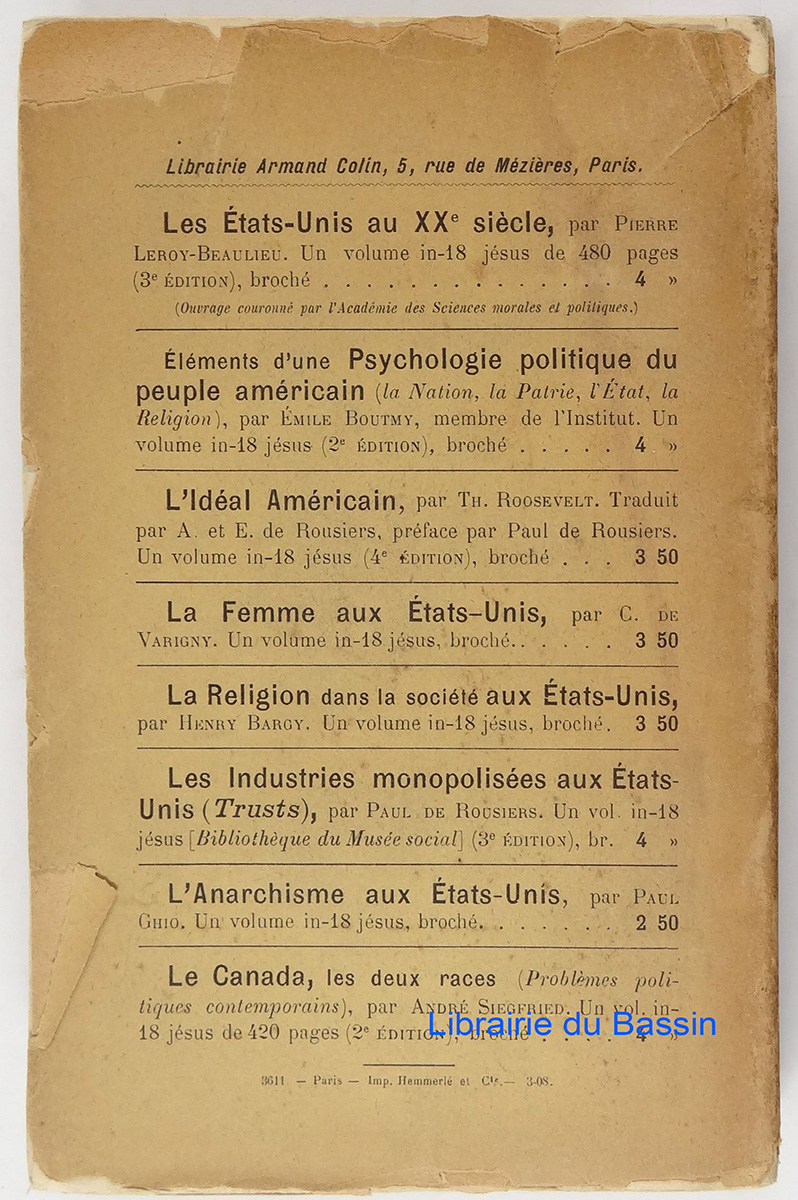 Librairie Armand Colin, 5, rue de Mézières, Paris.
Les États-Unis au XXe siècle, par PIERRE
LEROY-BEAULIEU. Un volume in-18 jésus de 480 pages
(3e ÉDITION), broché . . . . . . . . . . . . . . 4 »
(Ouvrage couronné par l'Académie des Sciences morales et politiques.)
Éléments d'une Psychologie politique du
peuple américain (la Nation, la Patrie, l'État, la
Religion), par ÉMILE BOUTMY, membre de l'Institut. Un
volume in-18 jésus (2e ÉDITION), broché . . . . . 4 »
L'Idéal Américain, par TH. ROOSEVELT. Traduit
par A. et E. de Rousiers, préface par Paul de Rousiers.
Un volume in-18 jésus (4e ÉDITION), broché . . . 3 50
La Femme aux États-Unis, par C. DE
VARIGNY. Un volume in-18 jésus, broché. . . . . . 3 50
La Religion dans la société aux États-Unis,
par HENRY BARGY. Un volume in-18 jésus, broché. 3 50
Les Industries monopolisées aux États-
Unis (Trusts), par PAUL DE ROUSIERS. Un vol. in-18
jésus [Bibliothèque du Musée social] (3e ÉDITION), br. 4 »
L'Anarchisme aux États-Unis, par PAUL
GHIO. Un volume in-18 jésus, broché. . . . . . . 2 50
Le Canada, les deux races (Problèmes poli-
tiques contemporains), par ANDRÉ SIEGFRIED. Un vol. in-
18 jésus de 420 pages (2e ÉDITION), broché . . . . 4 »
Librairie du Bassin
3611 — Paris — Imp. Hemmerlé et Cie. — 3-08.